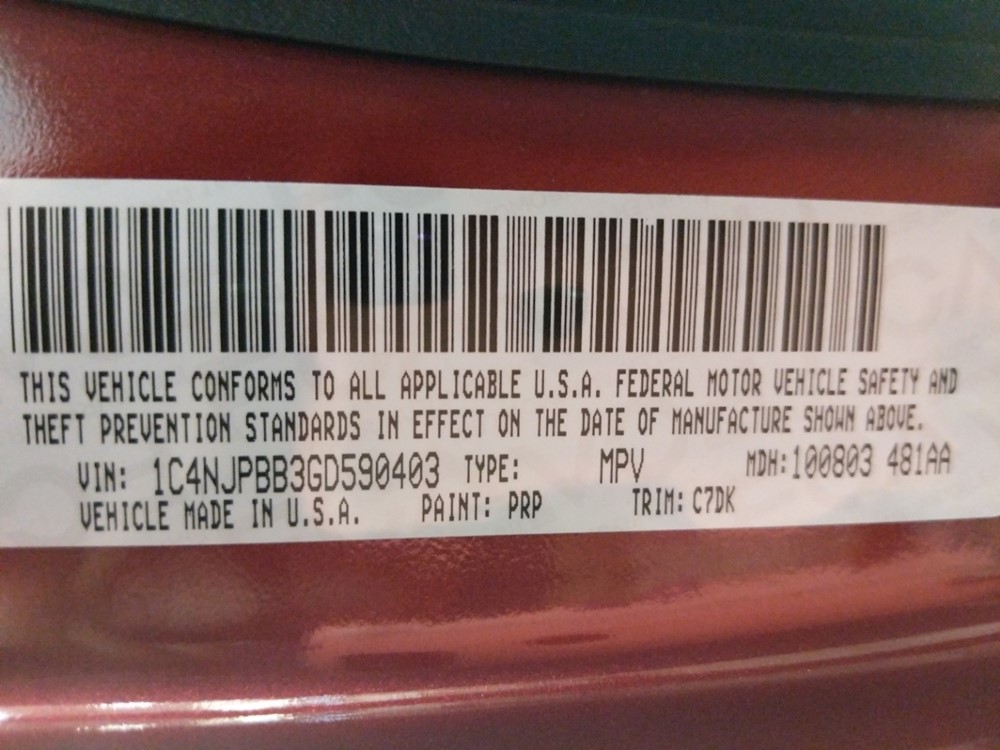 THIS VEHICLE CONFORMS TO ALL APPLICABLE U.S.A. FEDERAL MOTOR VEHICLE SAFETY AND
THEFT PREVENTION STANDARDS IN EFFECT ON THE DATE OF MANUFACTURE SHOWN ABOVE.
VIN: 1C4NJPBB3GD590403 TYPE: MPV MDH:100803 481AA
VEHICLE MADE IN U.S.A. PAINT: PRP TRIM: C7DK